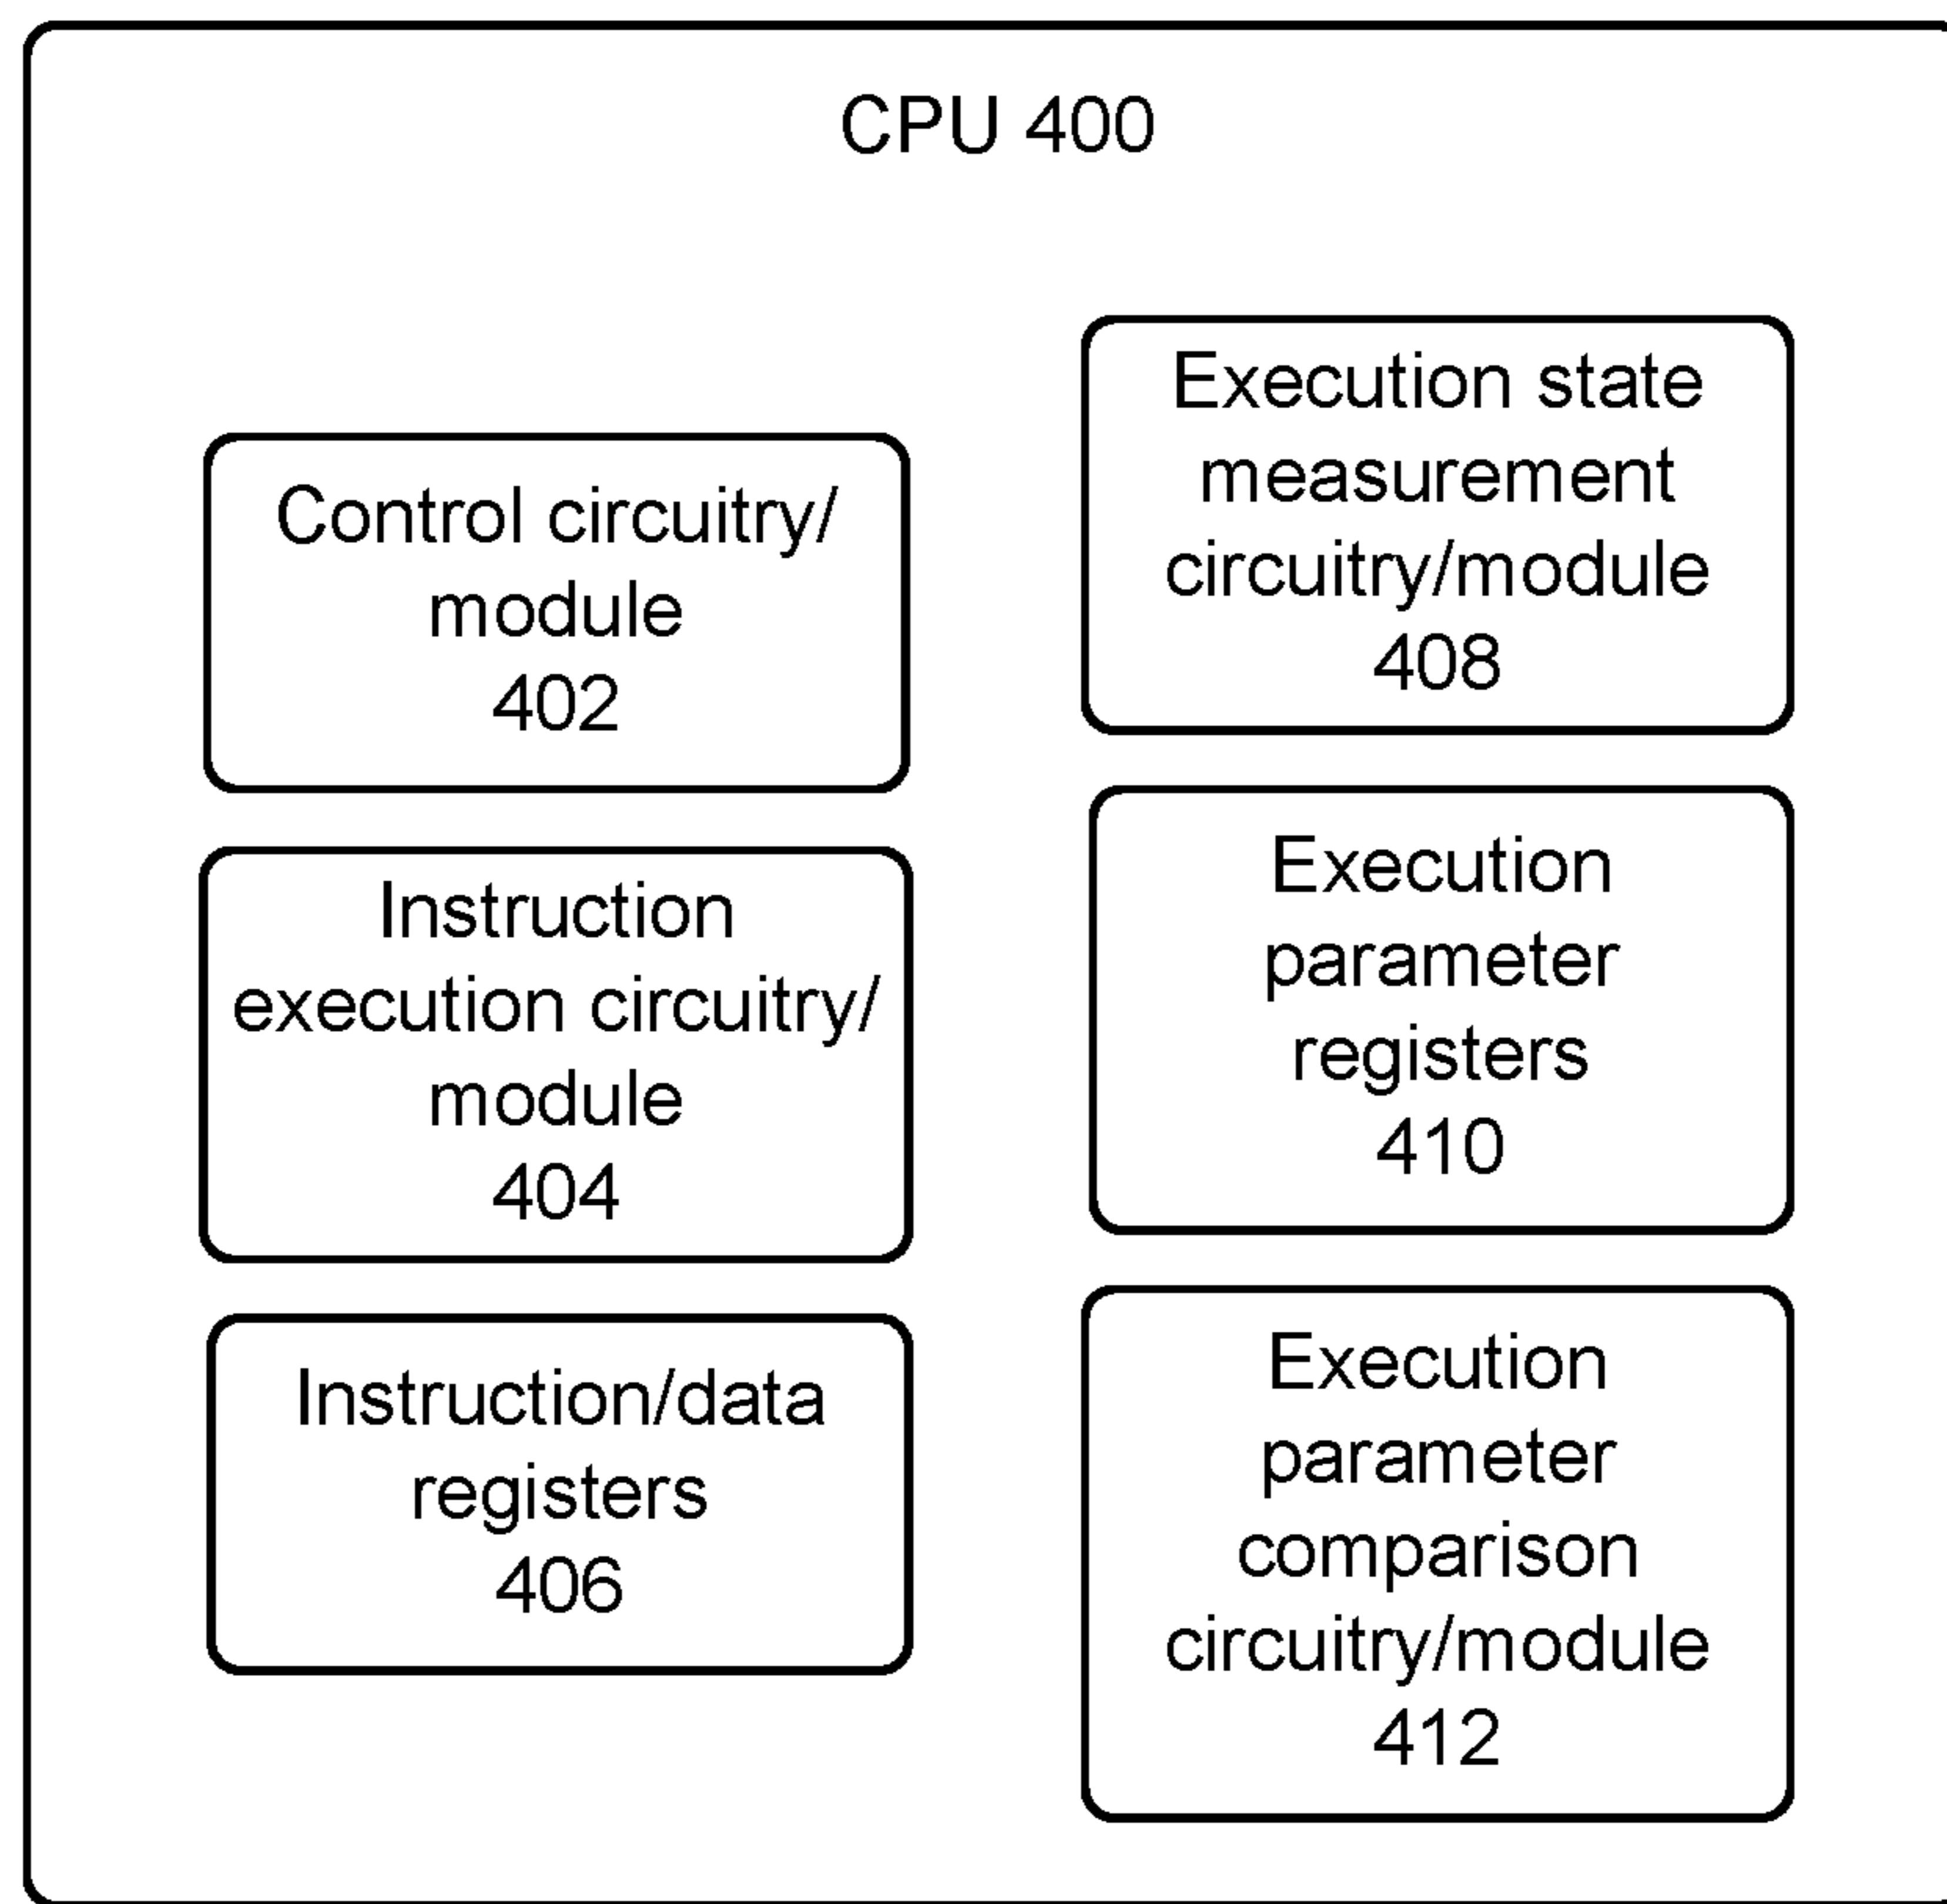 CPU 400
Control circuitry/
module
402
Instruction
execution circuitry/
module
404
Instruction/data
registers
406
Execution state
measurement
circuitry/module
408
Execution
parameter
registers
410
Execution
parameter
comparison
circuitry/module
412